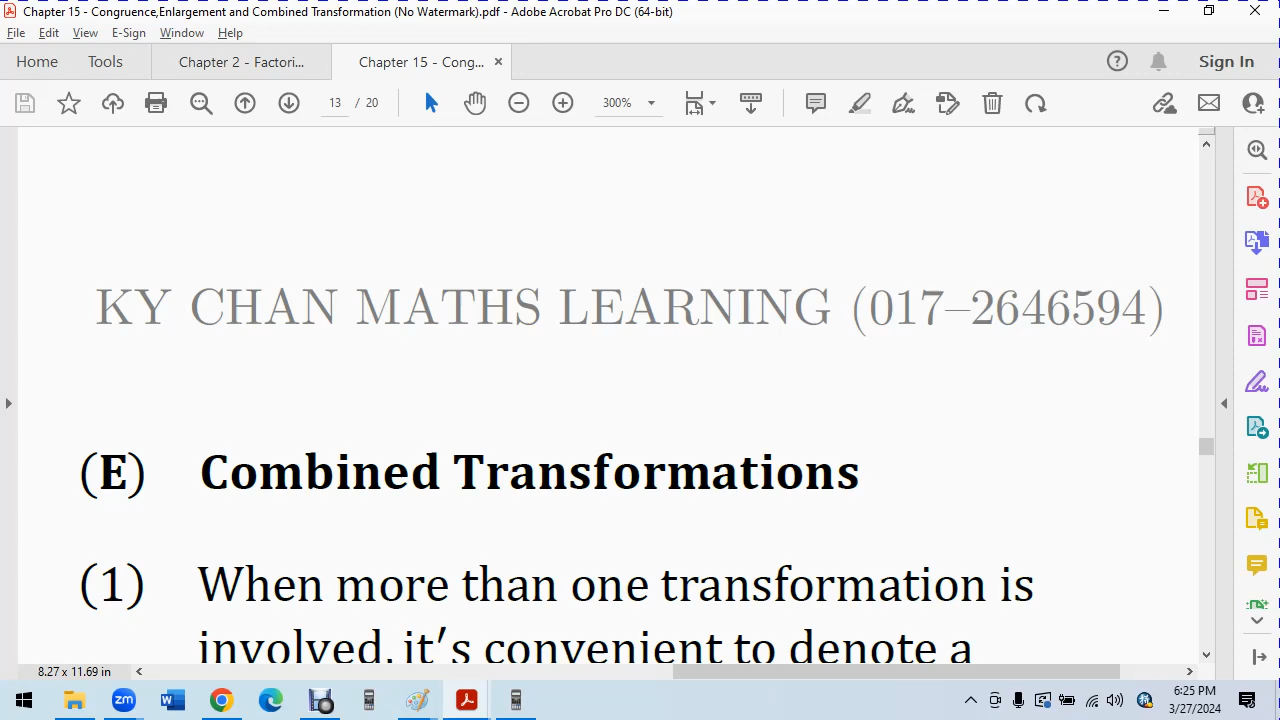 Chapter 15 - Congruence,Enlargement and Combined Transformation (No Watermark).pdf - Adobe Acrobat Pro DC (64-bit)
File Edit View E-Sign Window Help
Home Tools Chapter 2 - Factori... Chapter 15 - Cong... × Sign In
13 / 20 300%
KY CHAN MATHS LEARNING (017–2646594)
(E) Combined Transformations
(1) When more than one transformation is
involved, it's convenient to denote a
8.27 x 11.69 in
zm W 6:25 PM
3/27/2024